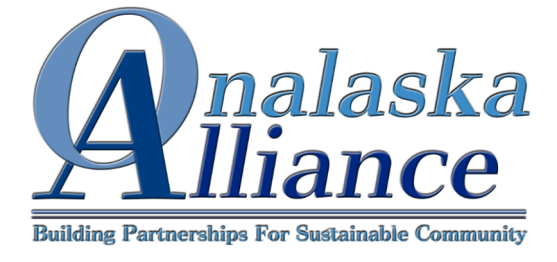 Onalaska
Alliance
Building Partnerships For Sustainable Community